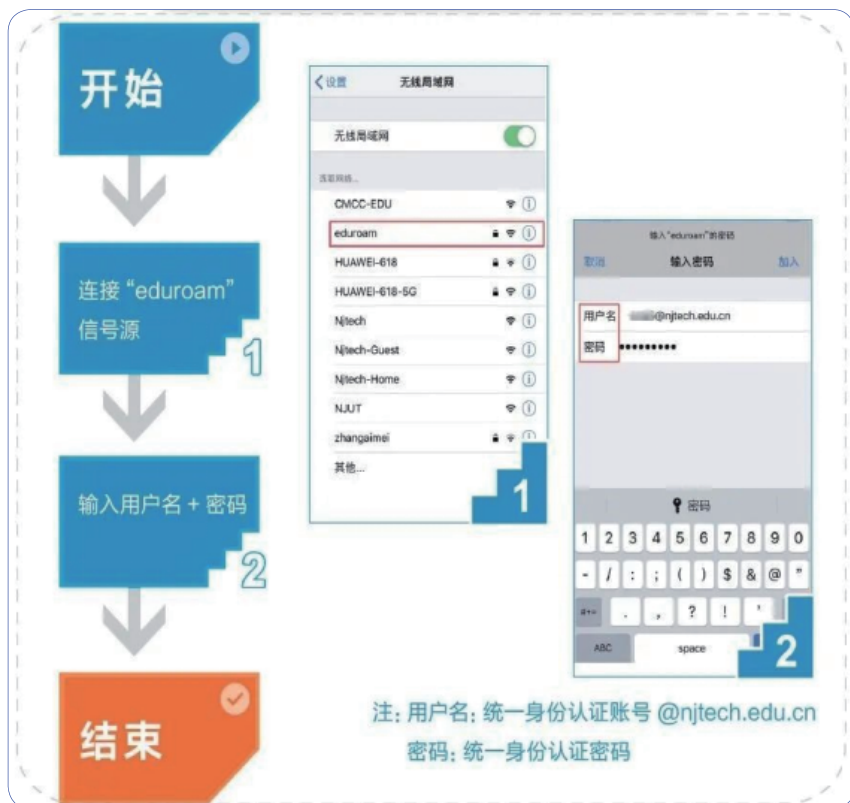 开始
连接“eduroam”
信号源
1
输入用户名 + 密码
2
结束
设置
无线局域网
无线局域网
选取网络...
CMCC-EDU
eduroam
HUAWEI-618
HUAWEI-618-5G
Njtech
Njtech-Guest
Njtech-Home
NJUT
zhangaimei
其他...
1
输入“eduroam”的密码
取消 输入密码 加入
用户名 @njtech.edu.cn
密码 •••••••••
密码
1 2 3 4 5 6 7 8 9 0
- / : ; ( ) $ & @ "
#+= . , ? ! '
ABC space
2
注: 用户名: 统一身份认证账号 @njtech.edu.cn
密码: 统一身份认证密码